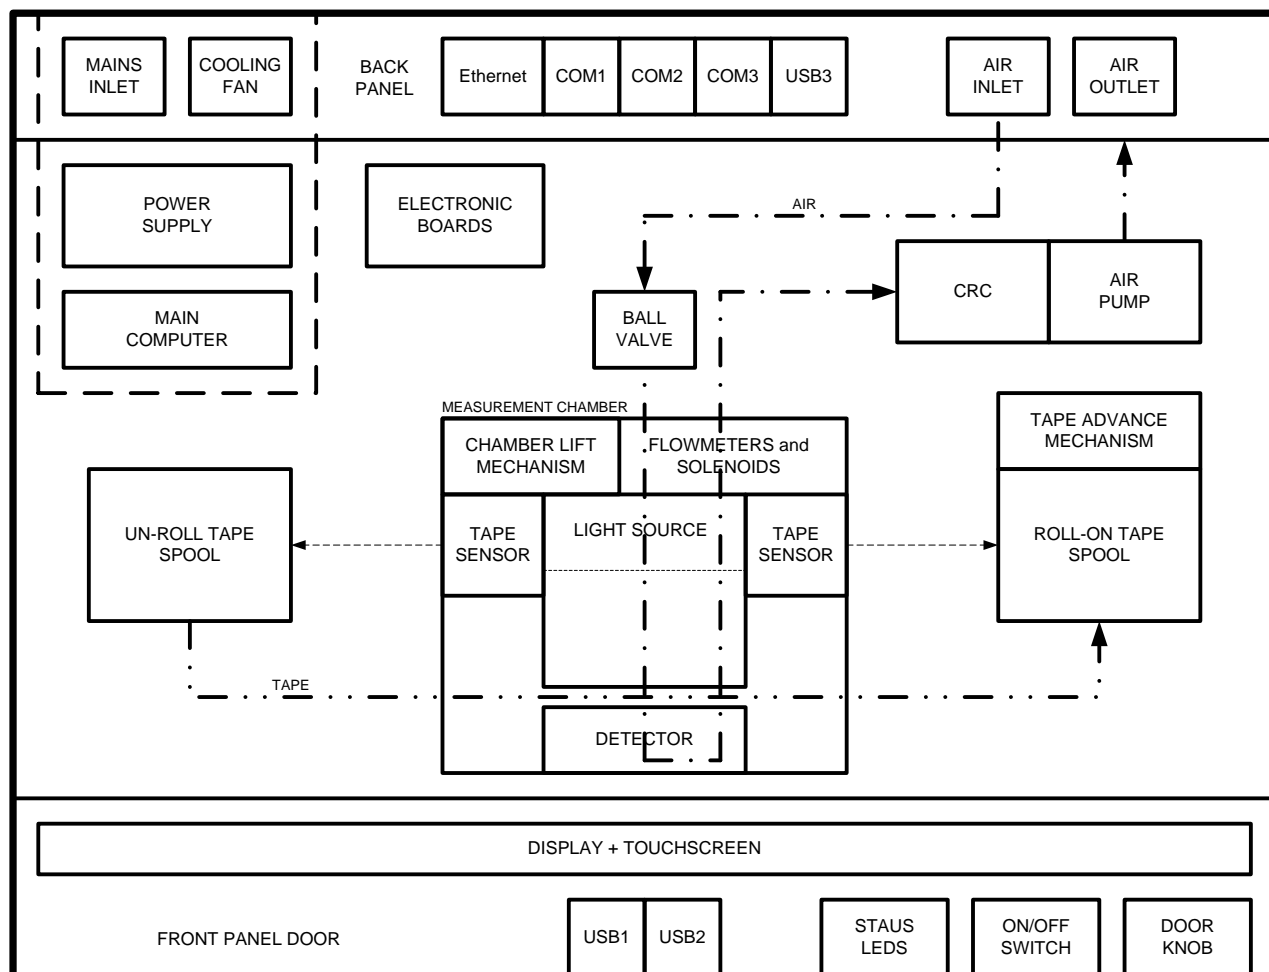 MAINS
INLET
COOLING
FAN
BACK
PANEL
Ethernet
COM1
COM2
COM3
USB3
AIR
INLET
AIR
OUTLET
POWER
SUPPLY
ELECTRONIC
BOARDS
AIR
CRC
AIR
PUMP
MAIN
COMPUTER
BALL
VALVE
MEASUREMENT CHAMBER
CHAMBER LIFT
MECHANISM
FLOWMETERS and
SOLENOIDS
TAPE ADVANCE
MECHANISM
UN-ROLL TAPE
SPOOL
TAPE
SENSOR
LIGHT SOURCE
TAPE
SENSOR
ROLL-ON TAPE
SPOOL
TAPE
DETECTOR
DISPLAY + TOUCHSCREEN
FRONT PANEL DOOR
USB1
USB2
STAUS
LEDS
ON/OFF
SWITCH
DOOR
KNOB